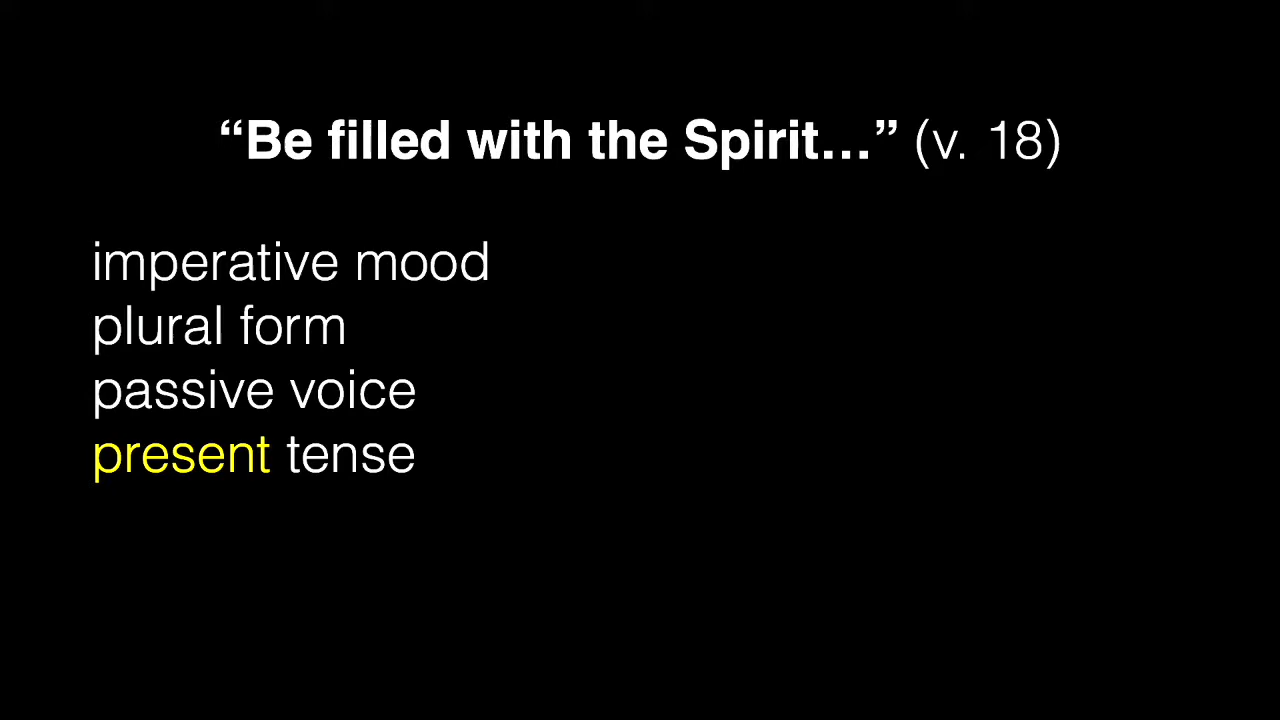 “Be filled with the Spirit…” (v. 18)
imperative mood
plural form
passive voice
present tense